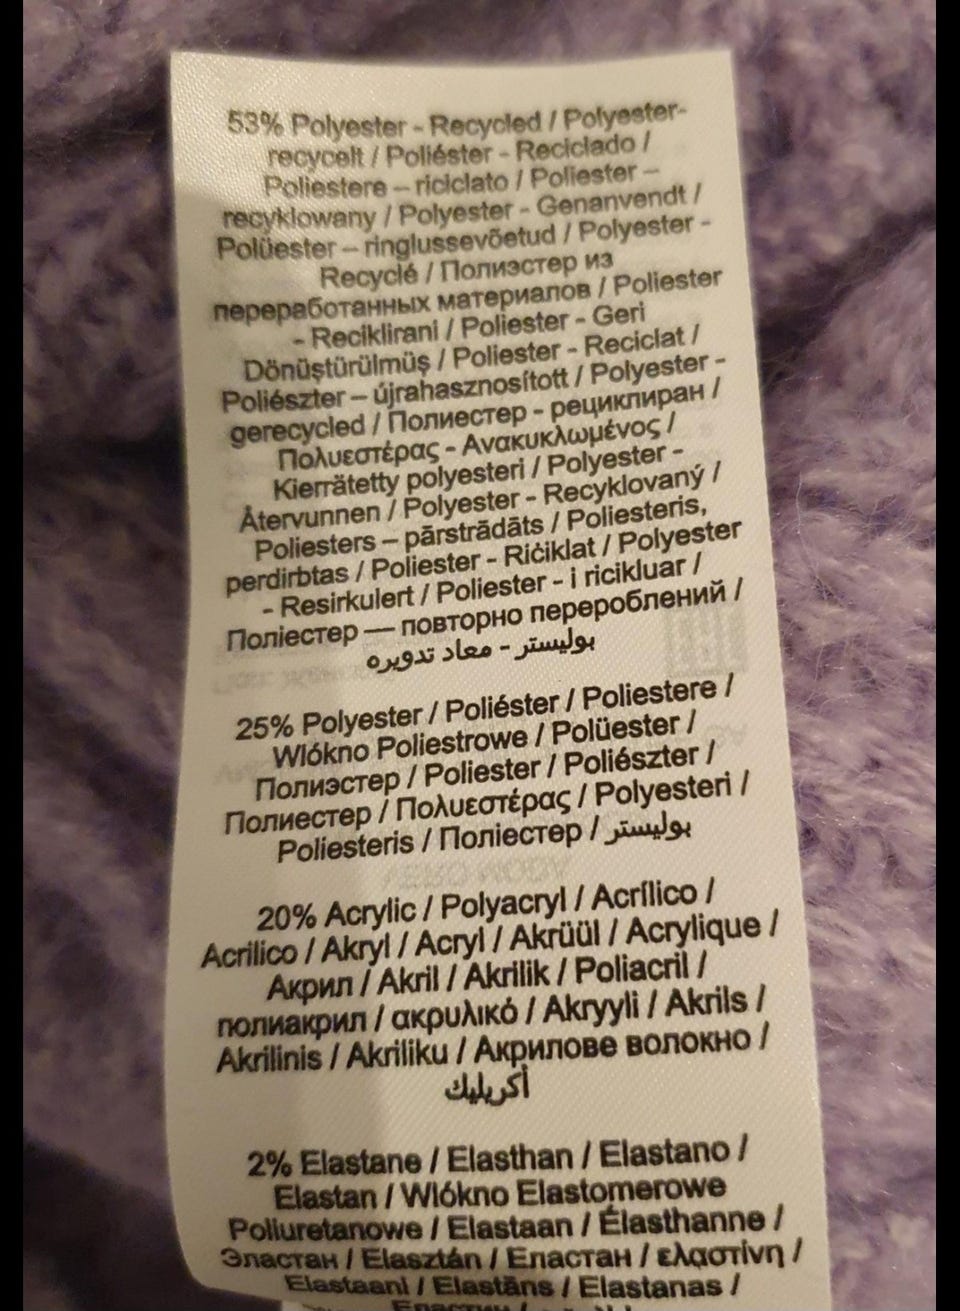 53% Polyester - Recycled / Polyester-
recycelt / Poliéster - Reciclado /
Poliestere – riciclato / Poliester –
recyklowany / Polyester - Genanvendt /
Polüester – ringlussevõetud / Polyester -
Recyclé / Полиэстер из
переработанных материалов / Poliester
- Reciklirani / Poliester - Geri
Dönüştürülmüş / Poliester - Reciclat /
Poliészter – újrahasznosított / Polyester -
gerecycled / Полиестер - рециклиран /
Πολυεστέρας - Ανακυκλωμένος /
Kierrätetty polyesteri / Polyester -
Återvunnen / Polyester - Recyklovaný /
Poliesters – pārstrādāts / Poliesteris,
perdirbtas / Poliester - Riċiklat / Polyester
- Resirkulert / Poliester - i ricikluar /
Поліестер — повторно перероблений /
بوليستر - معاد تدويره
25% Polyester / Poliéster / Poliestere /
Wlókno Poliestrowe / Polüester /
Полиэстер / Poliester / Poliészter /
Полиестер / Πολυεστέρας / Polyesteri /
Poliesteris / Поліестер / بوليستر
20% Acrylic / Polyacryl / Acrílico /
Acrilico / Akryl / Acryl / Akrüül / Acrylique /
Акрил / Akril / Akrilik / Poliacril /
полиакрил / ακρυλικό / Akryyli / Akrils /
Akrilinis / Akriliku / Акрилове волокно /
أكريليك
2% Elastane / Elasthan / Elastano /
Elastan / Wlókno Elastomerowe
Poliuretanowe / Elastaan / Élasthanne /
Эластан / Elasztán / Еластан / ελαστίνη /
Elastaani / Elastāns / Elastanas /